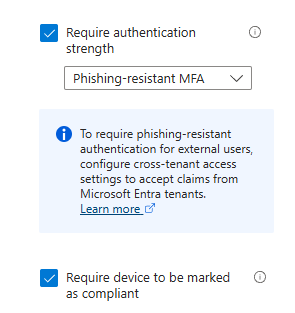 Require authentication
strength
Phishing-resistant MFA
To require phishing-resistant
authentication for external users,
configure cross-tenant access
settings to accept claims from
Microsoft Entra tenants.
Learn more
Require device to be marked
as compliant